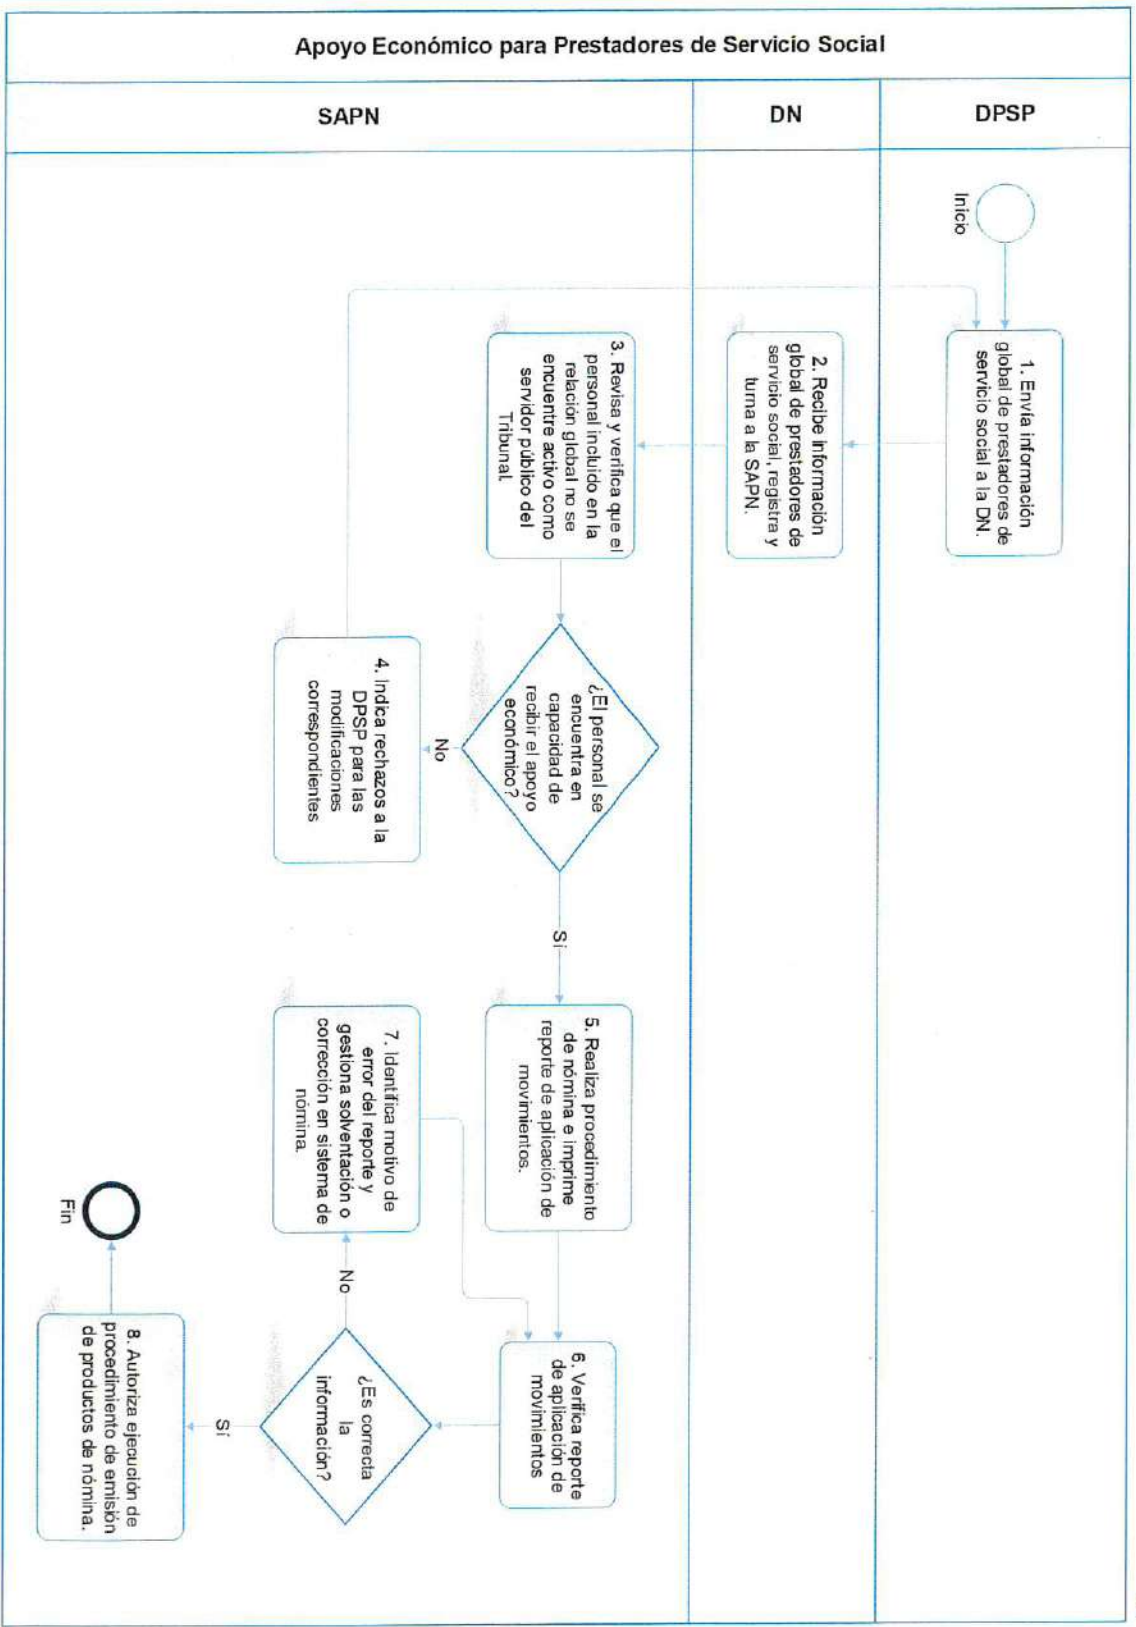 Apoyo Económico para Prestadores de Servicio Social
SAPN
DN
DPSP
Inicio
1. Envía información
global de prestadores de
servicio social a la DN.
2. Recibe información
global de prestadores de
servicio social, registra y
turna a la SAPN.
3. Revisa y verifica que el
personal incluido en la
relación global no se
encuentre activo como
servidor público del
Tribunal.
¿El personal se
encuentra en
capacidad de
recibir el apoyo
económico?
No
4. Indica rechazos a la
DPSP para las
modificaciones
correspondientes
Sí
5. Realiza procedimiento
de nómina e imprime
reporte de aplicación de
movimientos.
6. Verifica reporte
de aplicación de
movimientos
¿Es correcta
la
información?
No
7. Identifica motivo de
error del reporte y
gestiona solventación o
corrección en sistema de
nómina.
Sí
8. Autoriza ejecución de
procedimiento de emisión
de productos de nómina.
Fin